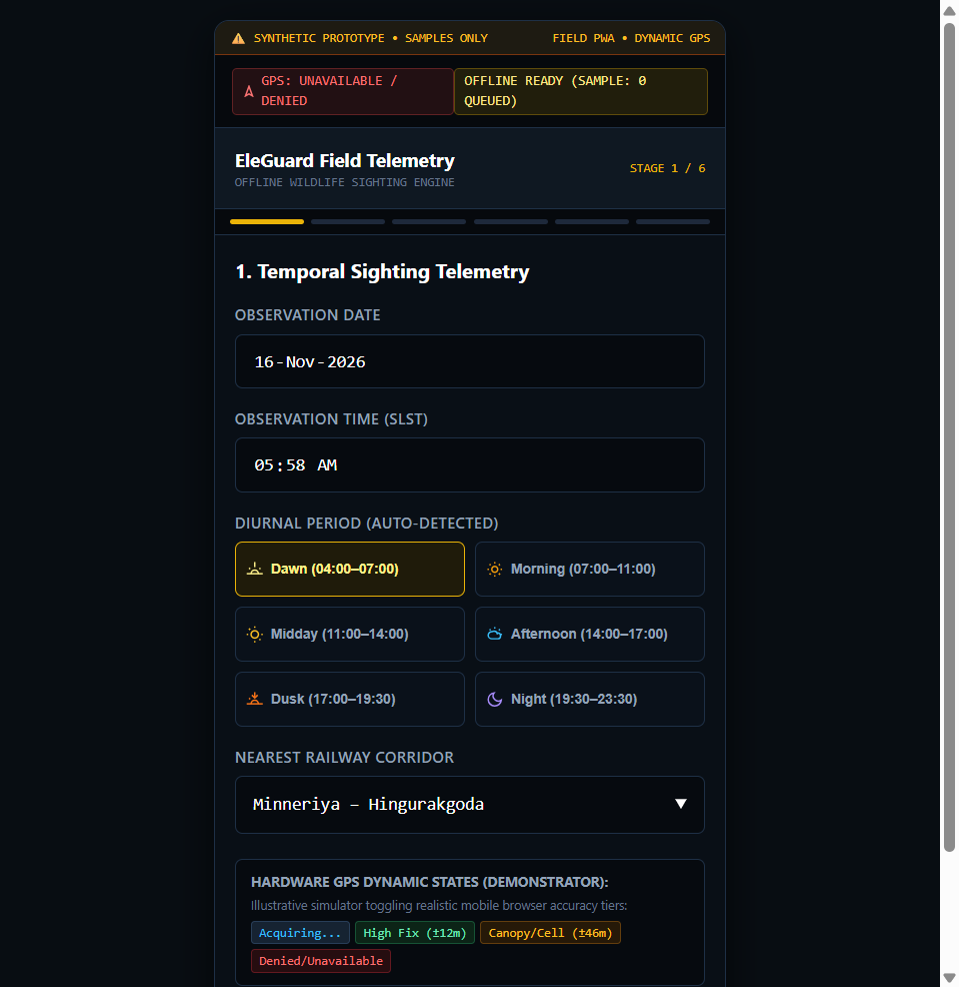 SYNTHETIC PROTOTYPE • SAMPLES ONLY
FIELD PWA • DYNAMIC GPS
GPS: UNAVAILABLE /
DENIED
OFFLINE READY (SAMPLE: 0
QUEUED)
EleGuard Field Telemetry
OFFLINE WILDLIFE SIGHTING ENGINE
STAGE 1 / 6
1. Temporal Sighting Telemetry
OBSERVATION DATE
16-Nov-2026
OBSERVATION TIME (SLST)
05:58 AM
DIURNAL PERIOD (AUTO-DETECTED)
Dawn (04:00–07:00)
Morning (07:00–11:00)
Midday (11:00–14:00)
Afternoon (14:00–17:00)
Dusk (17:00–19:30)
Night (19:30–23:30)
NEAREST RAILWAY CORRIDOR
Minneriya – Hingurakgoda
HARDWARE GPS DYNAMIC STATES (DEMONSTRATOR):
Illustrative simulator toggling realistic mobile browser accuracy tiers:
Acquiring...
High Fix (±12m)
Canopy/Cell (±46m)
Denied/Unavailable